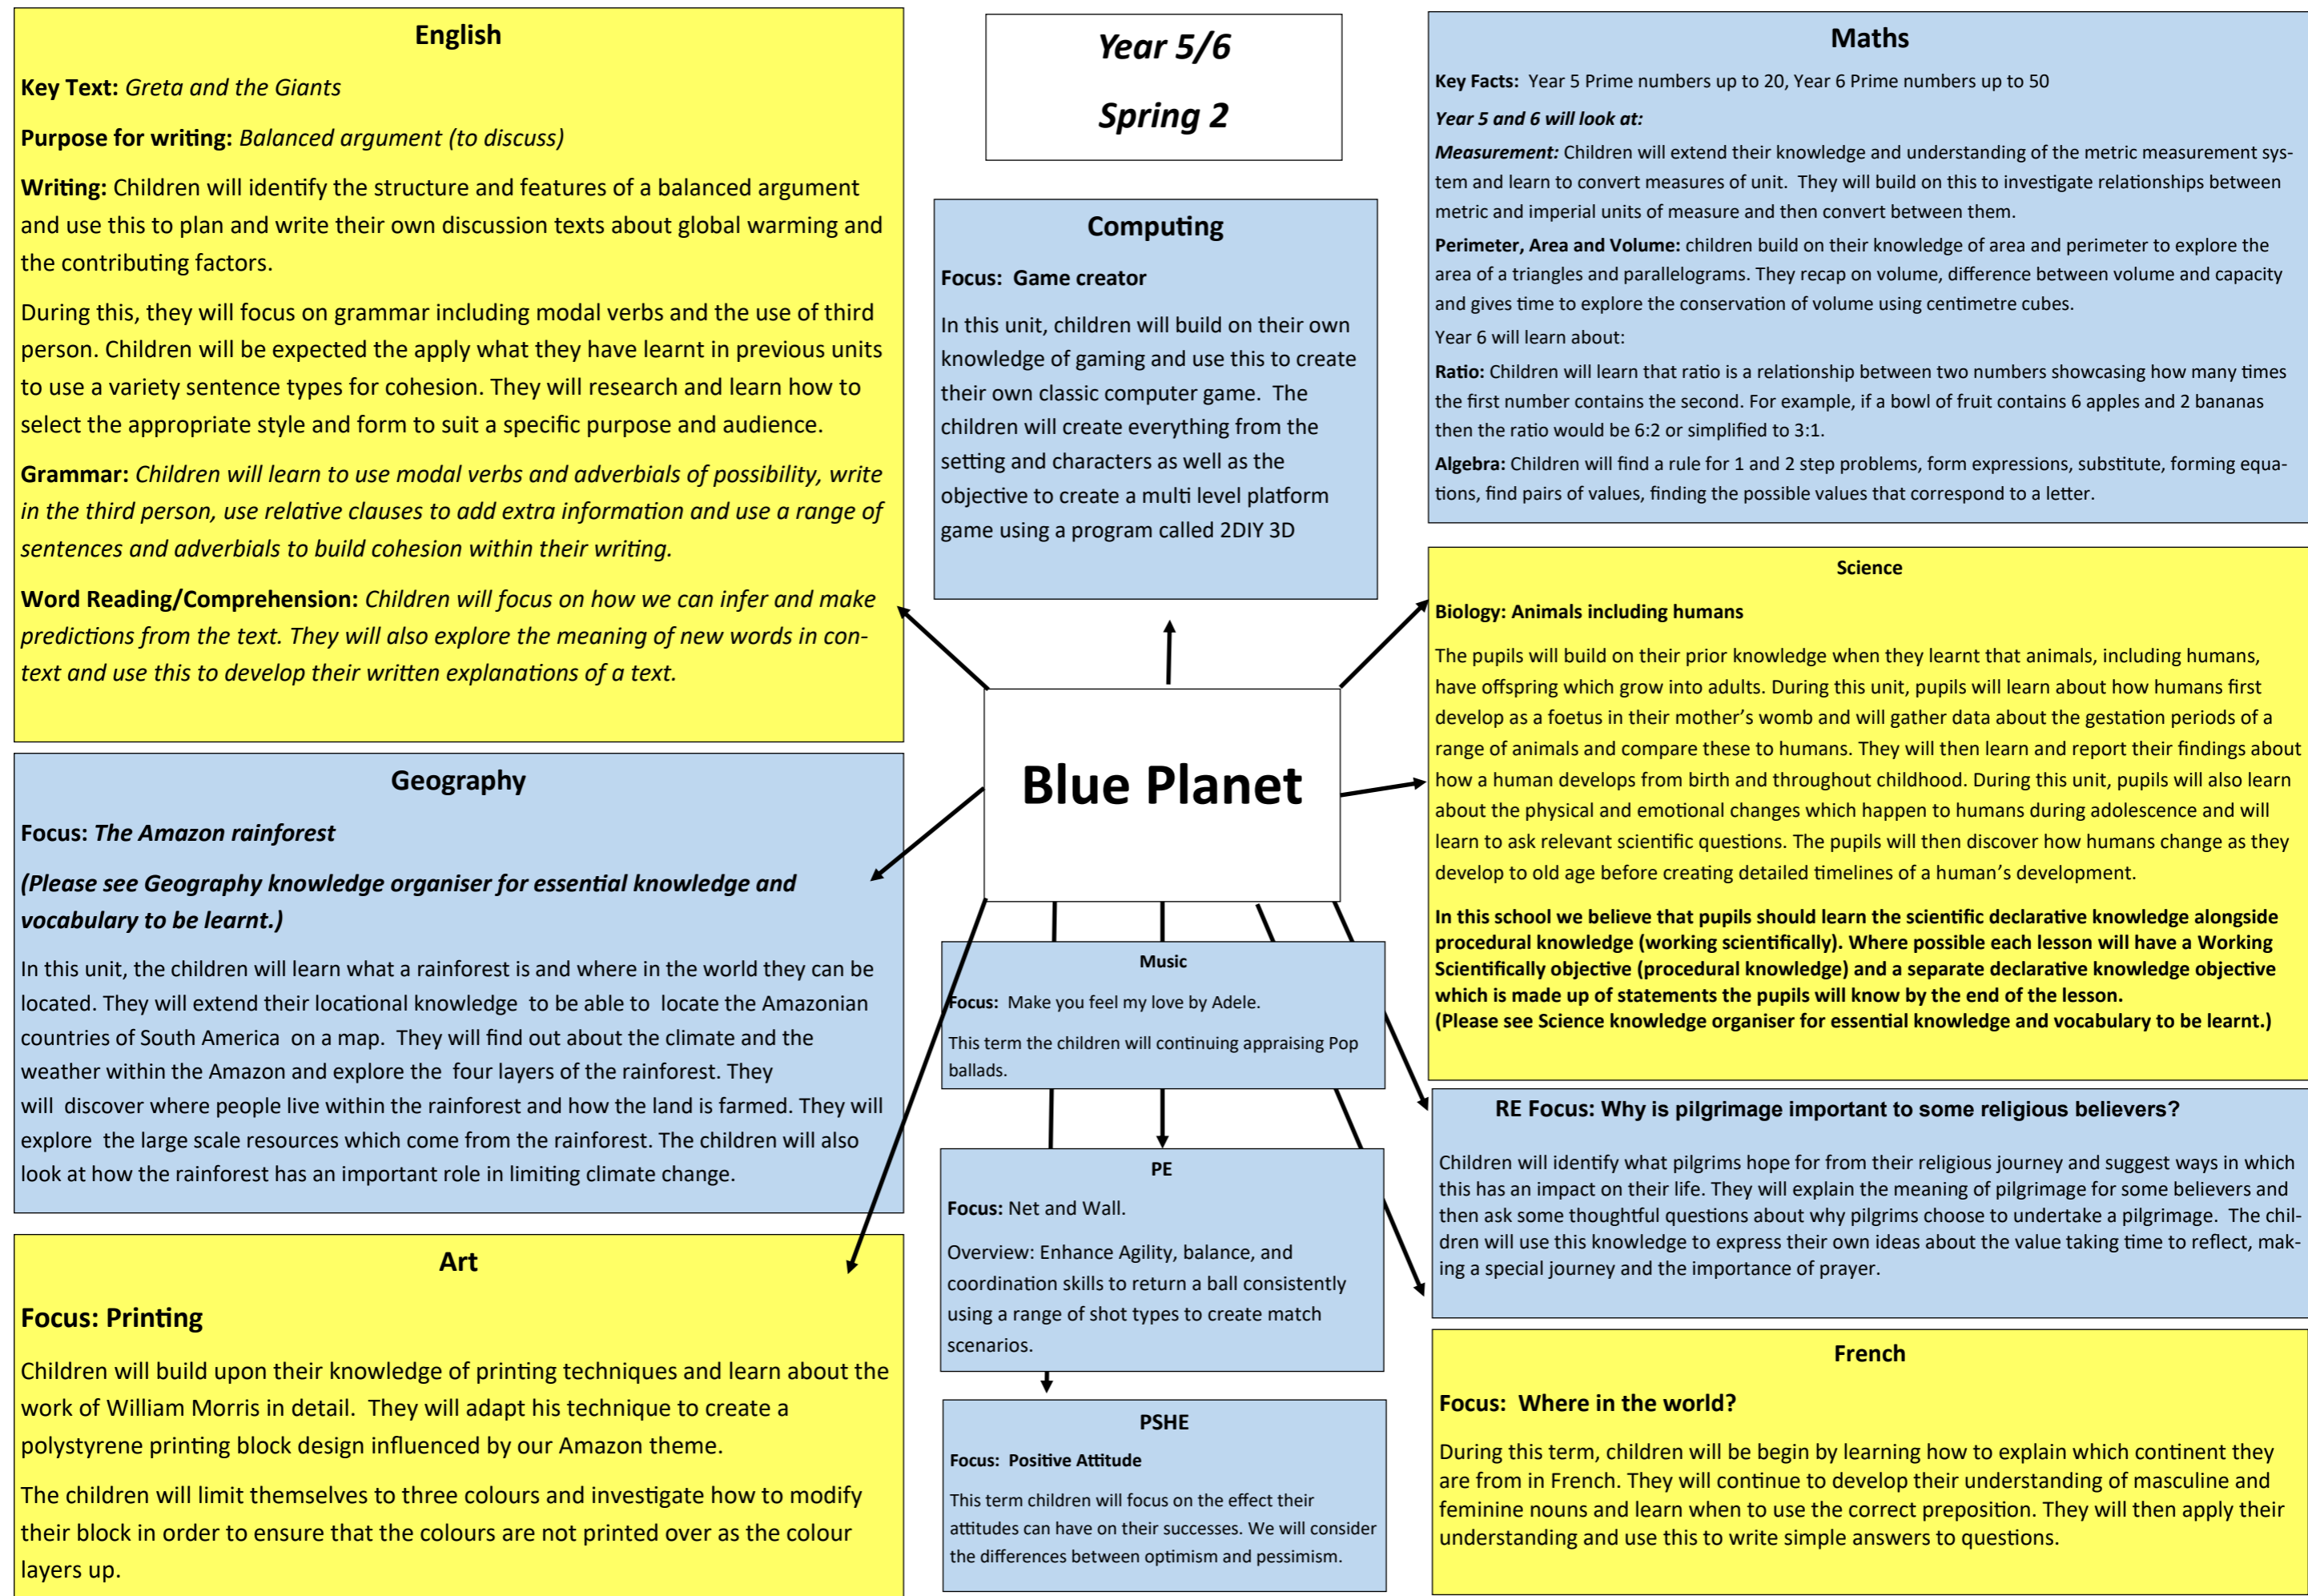 English
Key Text: Greta and the Giants
Purpose for writing: Balanced argument (to discuss)
Writing: Children will identify the structure and features of a balanced argument
and use this to plan and write their own discussion texts about global warming and
the contributing factors.
During this, they will focus on grammar including modal verbs and the use of third
person. Children will be expected the apply what they have learnt in previous units
to use a variety sentence types for cohesion. They will research and learn how to
select the appropriate style and form to suit a specific purpose and audience.
Grammar: Children will learn to use modal verbs and adverbials of possibility, write
in the third person, use relative clauses to add extra information and use a range of
sentences and adverbials to build cohesion within their writing.
Word Reading/Comprehension: Children will focus on how we can infer and make
predictions from the text. They will also explore the meaning of new words in con-
text and use this to develop their written explanations of a text.
Geography
Focus: The Amazon rainforest
(Please see Geography knowledge organiser for essential knowledge and
vocabulary to be learnt.)
In this unit, the children will learn what a rainforest is and where in the world they can be
located. They will extend their locational knowledge to be able to locate the Amazonian
countries of South America on a map. They will find out about the climate and the
weather within the Amazon and explore the four layers of the rainforest. They
will discover where people live within the rainforest and how the land is farmed. They will
explore the large scale resources which come from the rainforest. The children will also
look at how the rainforest has an important role in limiting climate change.
Art
Focus: Printing
Children will build upon their knowledge of printing techniques and learn about the
work of William Morris in detail. They will adapt his technique to create a
polystyrene printing block design influenced by our Amazon theme.
The children will limit themselves to three colours and investigate how to modify
their block in order to ensure that the colours are not printed over as the colour
layers up.
Year 5/6
Spring 2
Computing
Focus: Game creator
In this unit, children will build on their own
knowledge of gaming and use this to create
their own classic computer game. The
children will create everything from the
setting and characters as well as the
objective to create a multi level platform
game using a program called 2DIY 3D
Blue Planet
Music
Focus: Make you feel my love by Adele.
This term the children will continuing appraising Pop
ballads.
PE
Focus: Net and Wall.
Overview: Enhance Agility, balance, and
coordination skills to return a ball consistently
using a range of shot types to create match
scenarios.
PSHE
Focus: Positive Attitude
This term children will focus on the effect their
attitudes can have on their successes. We will consider
the differences between optimism and pessimism.
Maths
Key Facts: Year 5 Prime numbers up to 20, Year 6 Prime numbers up to 50
Year 5 and 6 will look at:
Measurement: Children will extend their knowledge and understanding of the metric measurement sys-
tem and learn to convert measures of unit. They will build on this to investigate relationships between
metric and imperial units of measure and then convert between them.
Perimeter, Area and Volume: children build on their knowledge of area and perimeter to explore the
area of a triangles and parallelograms. They recap on volume, difference between volume and capacity
and gives time to explore the conservation of volume using centimetre cubes.
Year 6 will learn about:
Ratio: Children will learn that ratio is a relationship between two numbers showcasing how many times
the first number contains the second. For example, if a bowl of fruit contains 6 apples and 2 bananas
then the ratio would be 6:2 or simplified to 3:1.
Algebra: Children will find a rule for 1 and 2 step problems, form expressions, substitute, forming equa-
tions, find pairs of values, finding the possible values that correspond to a letter.
Science
Biology: Animals including humans
The pupils will build on their prior knowledge when they learnt that animals, including humans,
have offspring which grow into adults. During this unit, pupils will learn about how humans first
develop as a foetus in their mother's womb and will gather data about the gestation periods of a
range of animals and compare these to humans. They will then learn and report their findings about
how a human develops from birth and throughout childhood. During this unit, pupils will also learn
about the physical and emotional changes which happen to humans during adolescence and will
learn to ask relevant scientific questions. The pupils will then discover how humans change as they
develop to old age before creating detailed timelines of a human's development.
In this school we believe that pupils should learn the scientific declarative knowledge alongside
procedural knowledge (working scientifically). Where possible each lesson will have a Working
Scientifically objective (procedural knowledge) and a separate declarative knowledge objective
which is made up of statements the pupils will know by the end of the lesson.
(Please see Science knowledge organiser for essential knowledge and vocabulary to be learnt.)
RE Focus: Why is pilgrimage important to some religious believers?
Children will identify what pilgrims hope for from their religious journey and suggest ways in which
this has an impact on their life. They will explain the meaning of pilgrimage for some believers and
then ask some thoughtful questions about why pilgrims choose to undertake a pilgrimage. The chil-
dren will use this knowledge to express their own ideas about the value taking time to reflect, mak-
ing a special journey and the importance of prayer.
French
Focus: Where in the world?
During this term, children will be begin by learning how to explain which continent they
are from in French. They will continue to develop their understanding of masculine and
feminine nouns and learn when to use the correct preposition. They will then apply their
understanding and use this to write simple answers to questions.